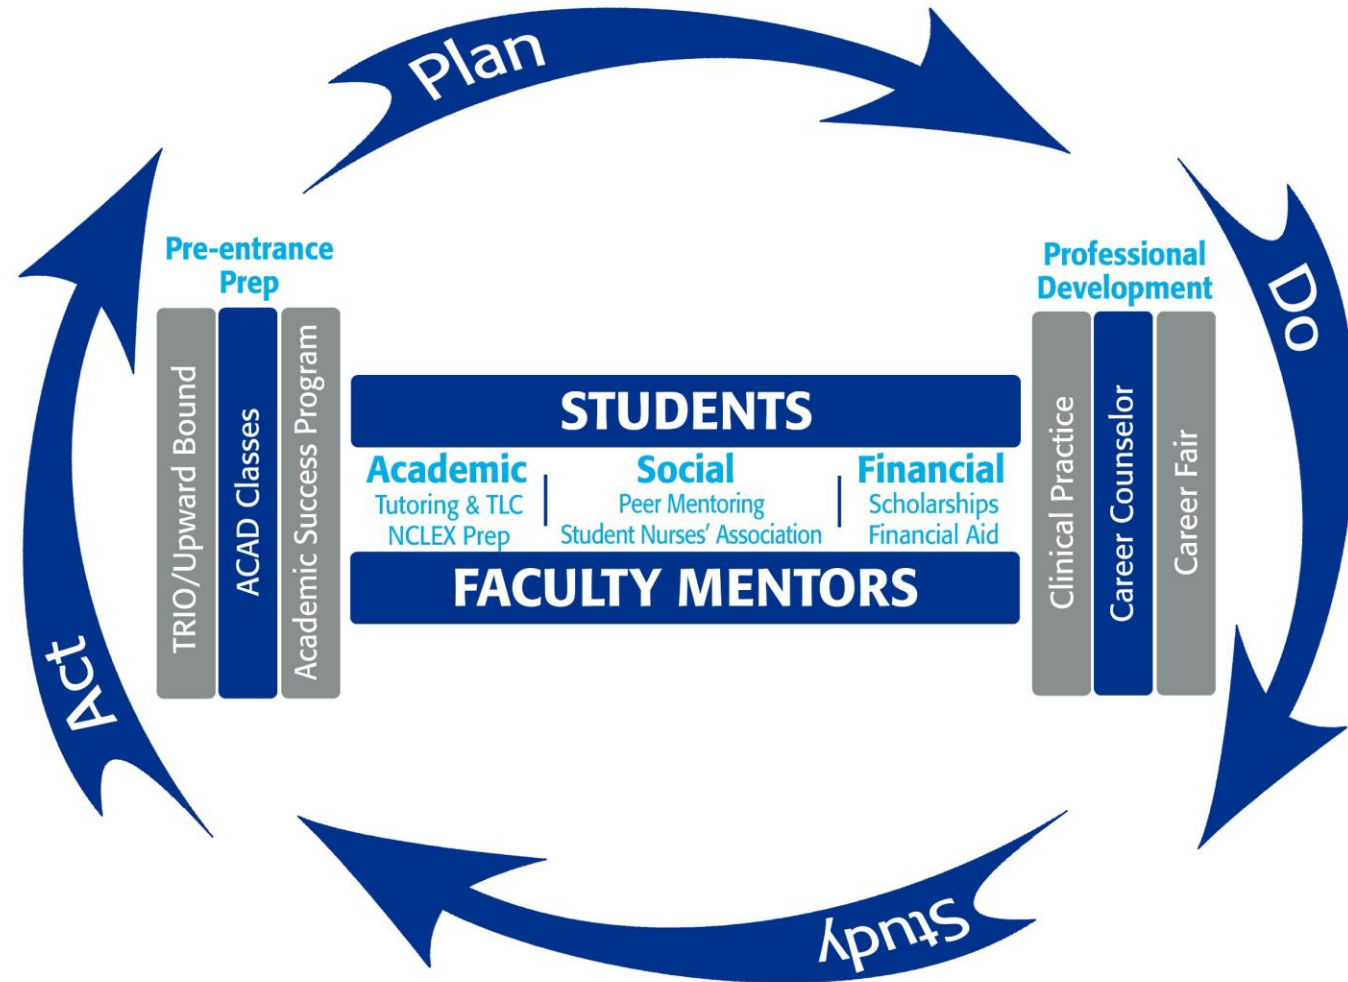 Plan
Do
Study
Act
Pre-entrance
Prep
TRIO/Upward Bound
ACAD Classes
Academic Success Program
STUDENTS
Academic
Tutoring & TLC
NCLEX Prep
Social
Peer Mentoring
Student Nurses’ Association
Financial
Scholarships
Financial Aid
FACULTY MENTORS
Professional
Development
Clinical Practice
Career Counselor
Career Fair